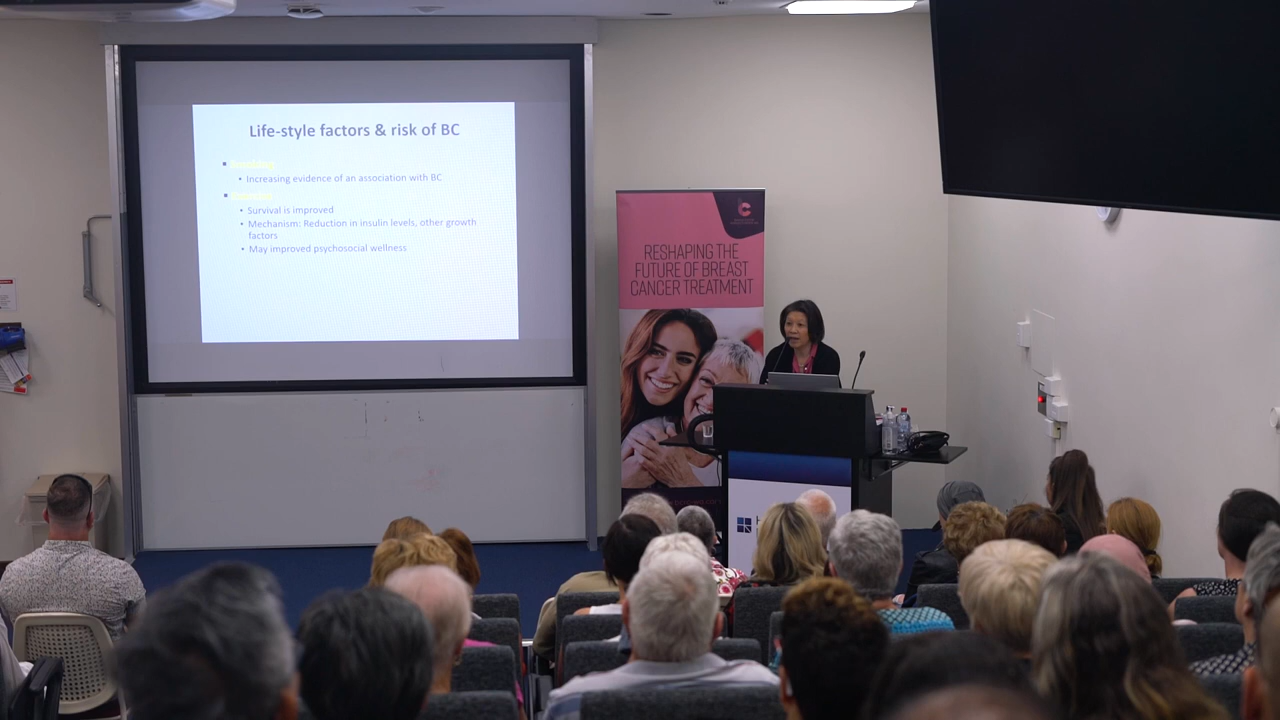 Life-style factors & risk of BC
Increasing evidence of an association with BC
Survival is improved
Mechanism: Reduction in insulin levels, other growth
factors
May improved psychosocial wellness
RESHAPING THE
FUTURE OF BREAST
CANCER TREATMENT